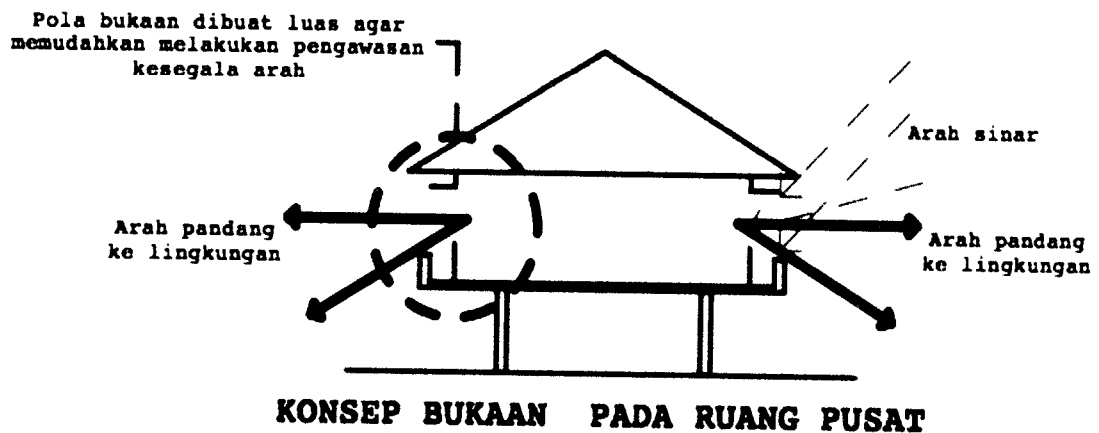 Pola bukaan dibuat luas agar
memudahkan melakukan pengawasan
kesegala arah
Arah sinar
Arah pandang
ke lingkungan
Arah pandang
ke lingkungan
KONSEP BUKAAN PADA RUANG PUSAT